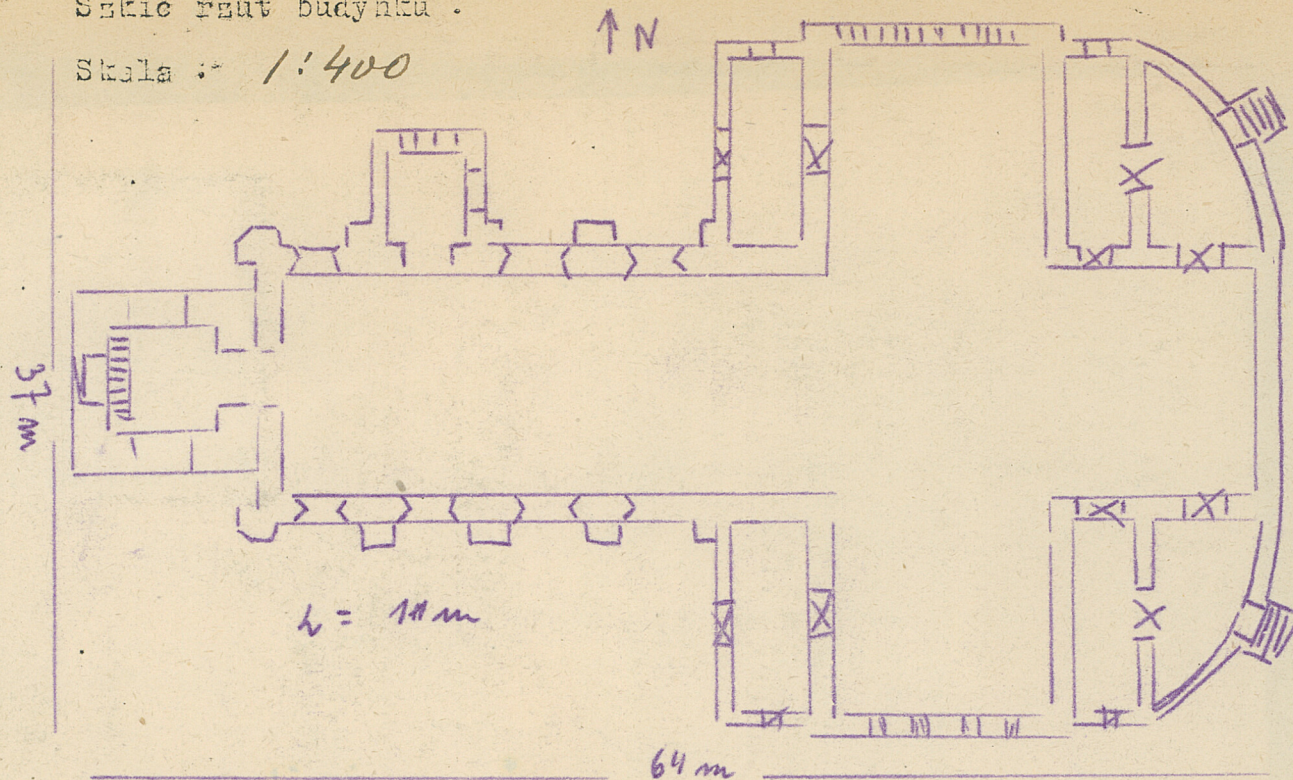 Szkic rzut budynku .
Skala : 1:400
↑ N
37 m
h = 11 m
64 m